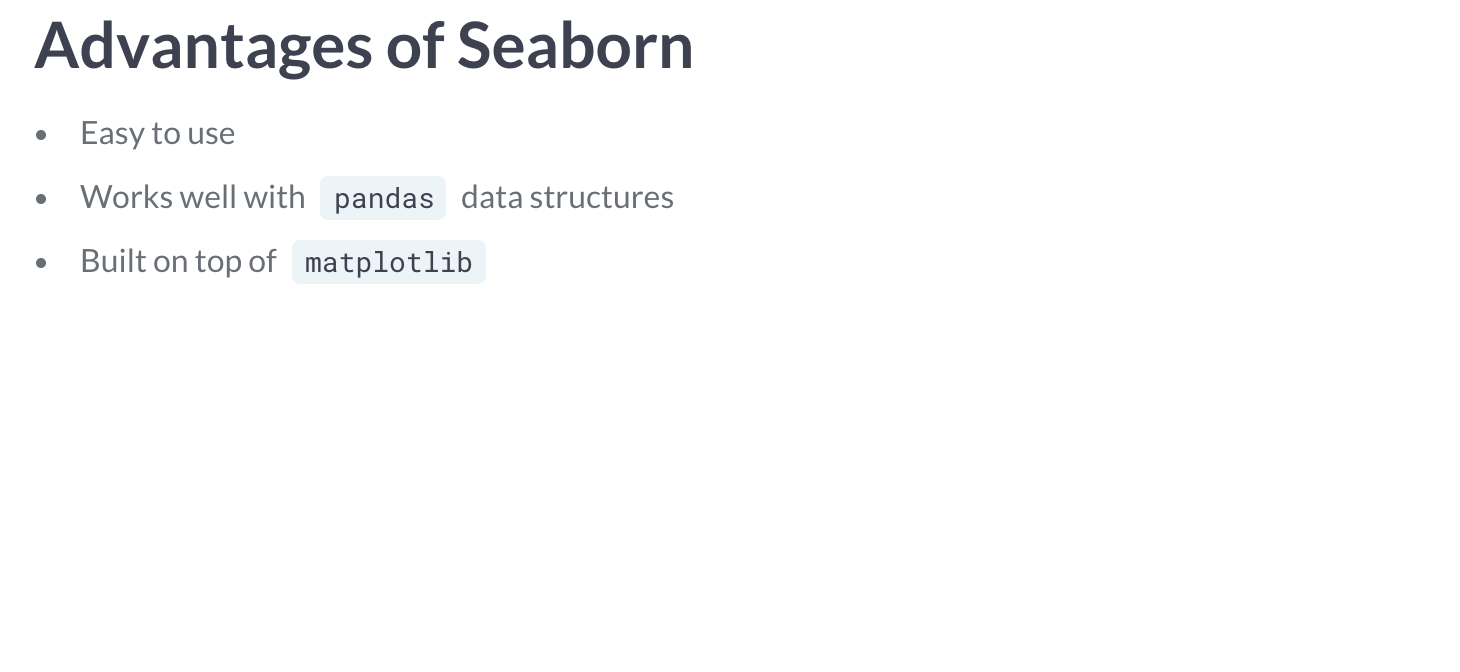 Advantages of Seaborn
• Easy to use
• Works well with pandas data structures
• Built on top of matplotlib